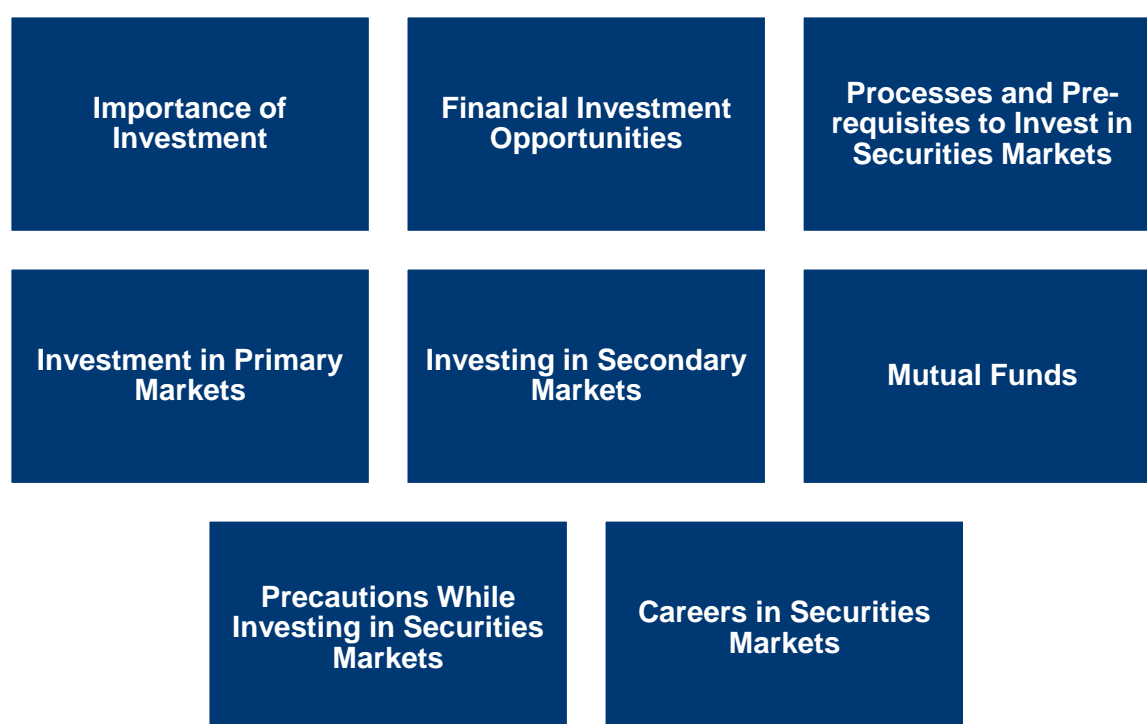 Importance of
Investment
Financial Investment
Opportunities
Processes and Pre-
requisites to Invest in
Securities Markets
Investment in Primary
Markets
Investing in Secondary
Markets
Mutual Funds
Precautions While
Investing in Securities
Markets
Careers in Securities
Markets